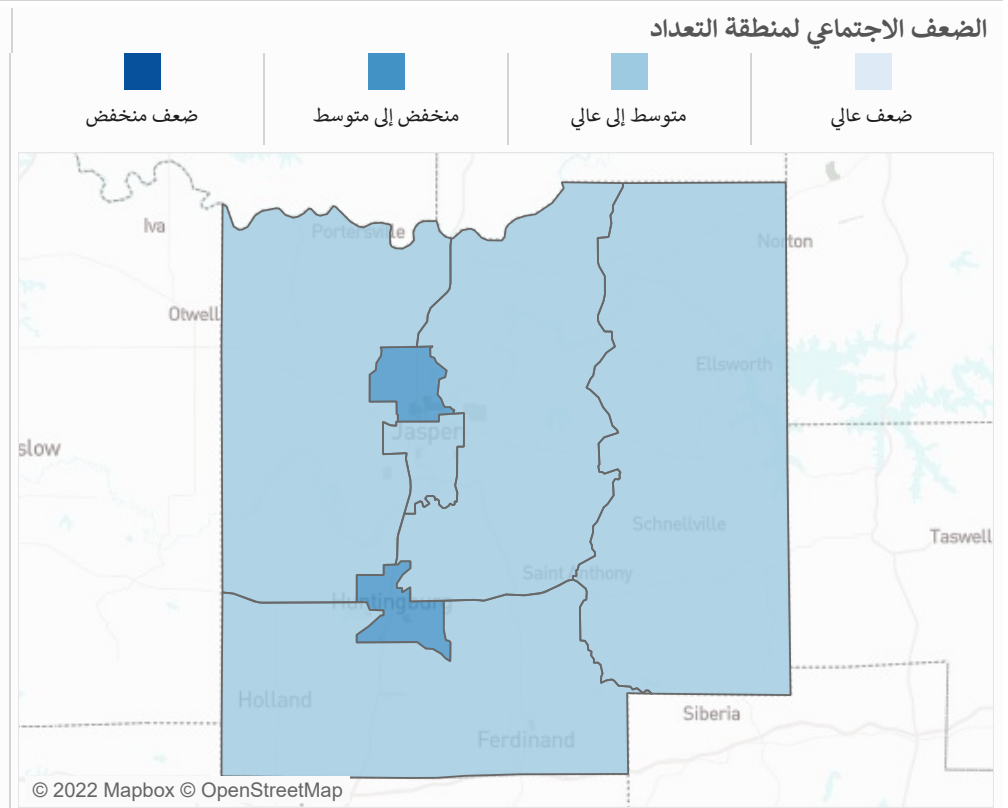 الضعف الاجتماعي لمنطقة التعداد
ضعف عالي
متوسط إلى عالي
منخفض إلى متوسط
ضعف منخفض
Iva
Portersville
Norton
Otwell
Ellsworth
Jasper
slow
Schnellville
Taswell
Saint Anthony
Huntingburg
Holland
Siberia
Ferdinand
© 2022 Mapbox © OpenStreetMap